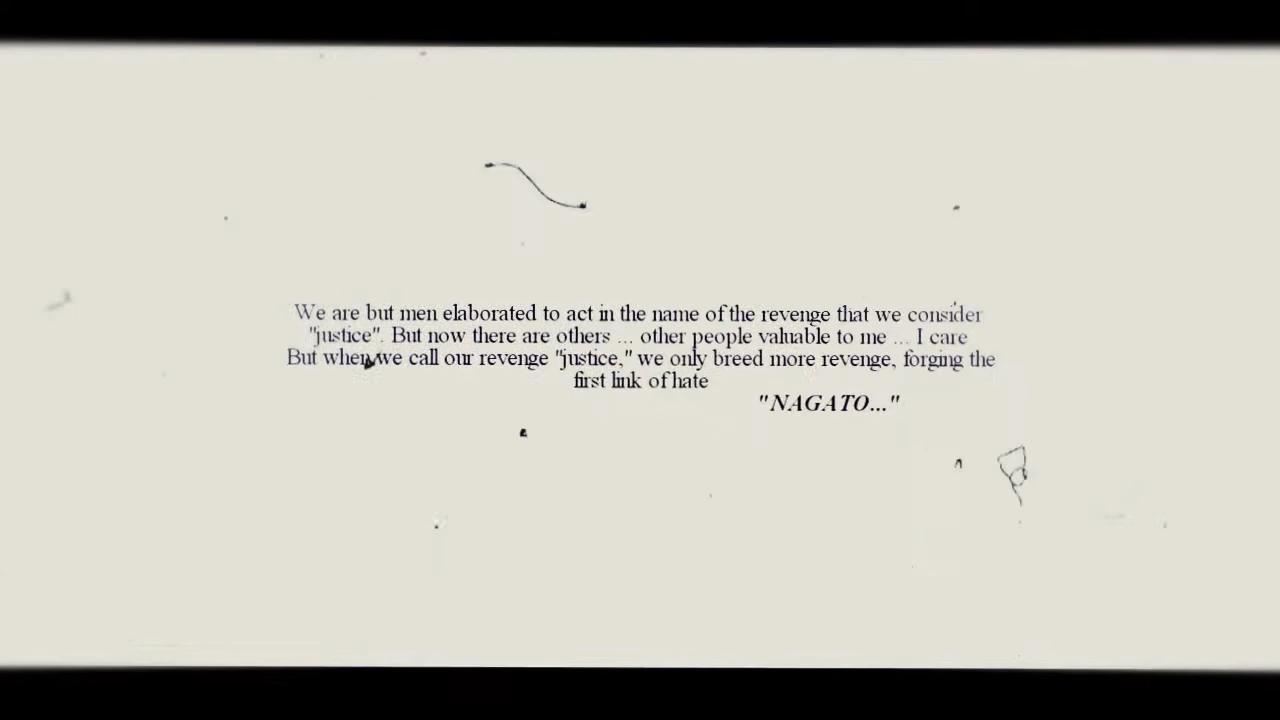 We are but men elaborated to act in the name of the revenge that we consider
"justice". But now there are others ... other people valuable to me ... I care
But when we call our revenge "justice," we only breed more revenge, forging the
first link of hate
"NAGATO..."